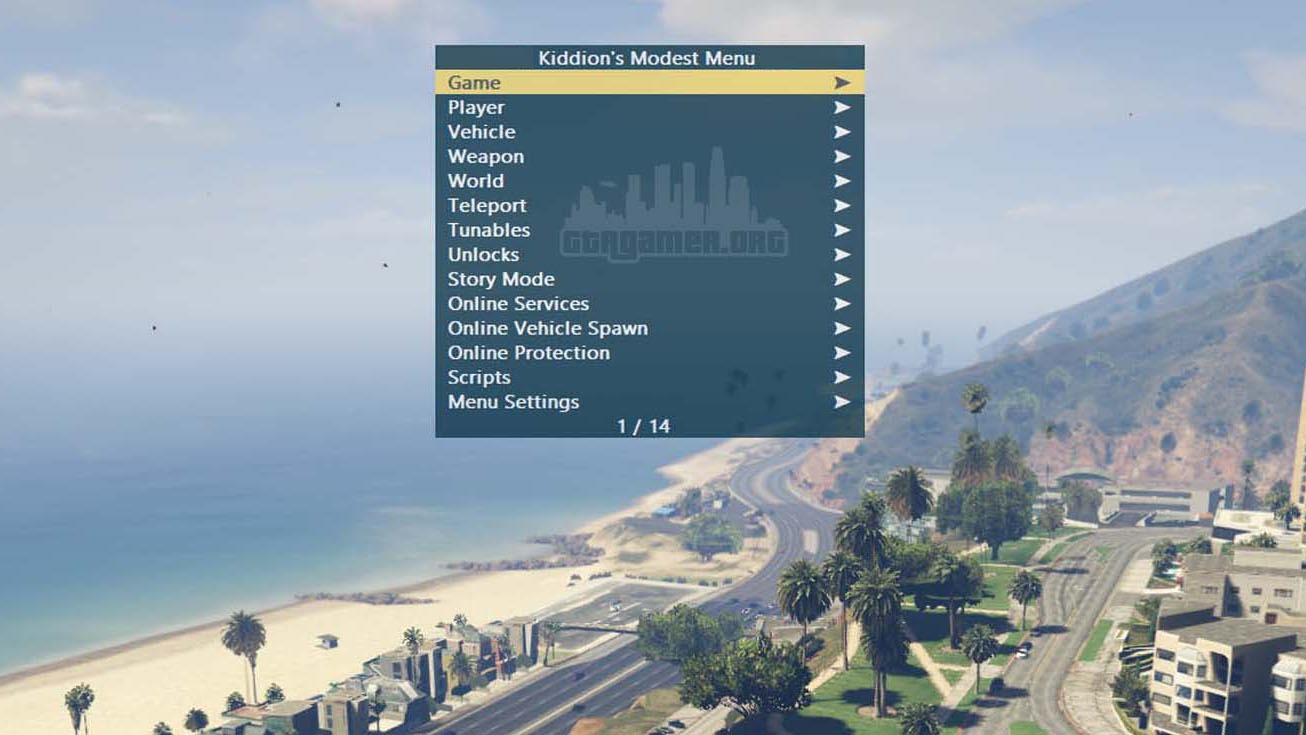 Kiddion's Modest Menu
Game
Player
Vehicle
Weapon
World
Teleport
Tunables
Unlocks
Story Mode
Online Services
Online Vehicle Spawn
Online Protection
Scripts
Menu Settings
1 / 14
GTAGAMER.ORG